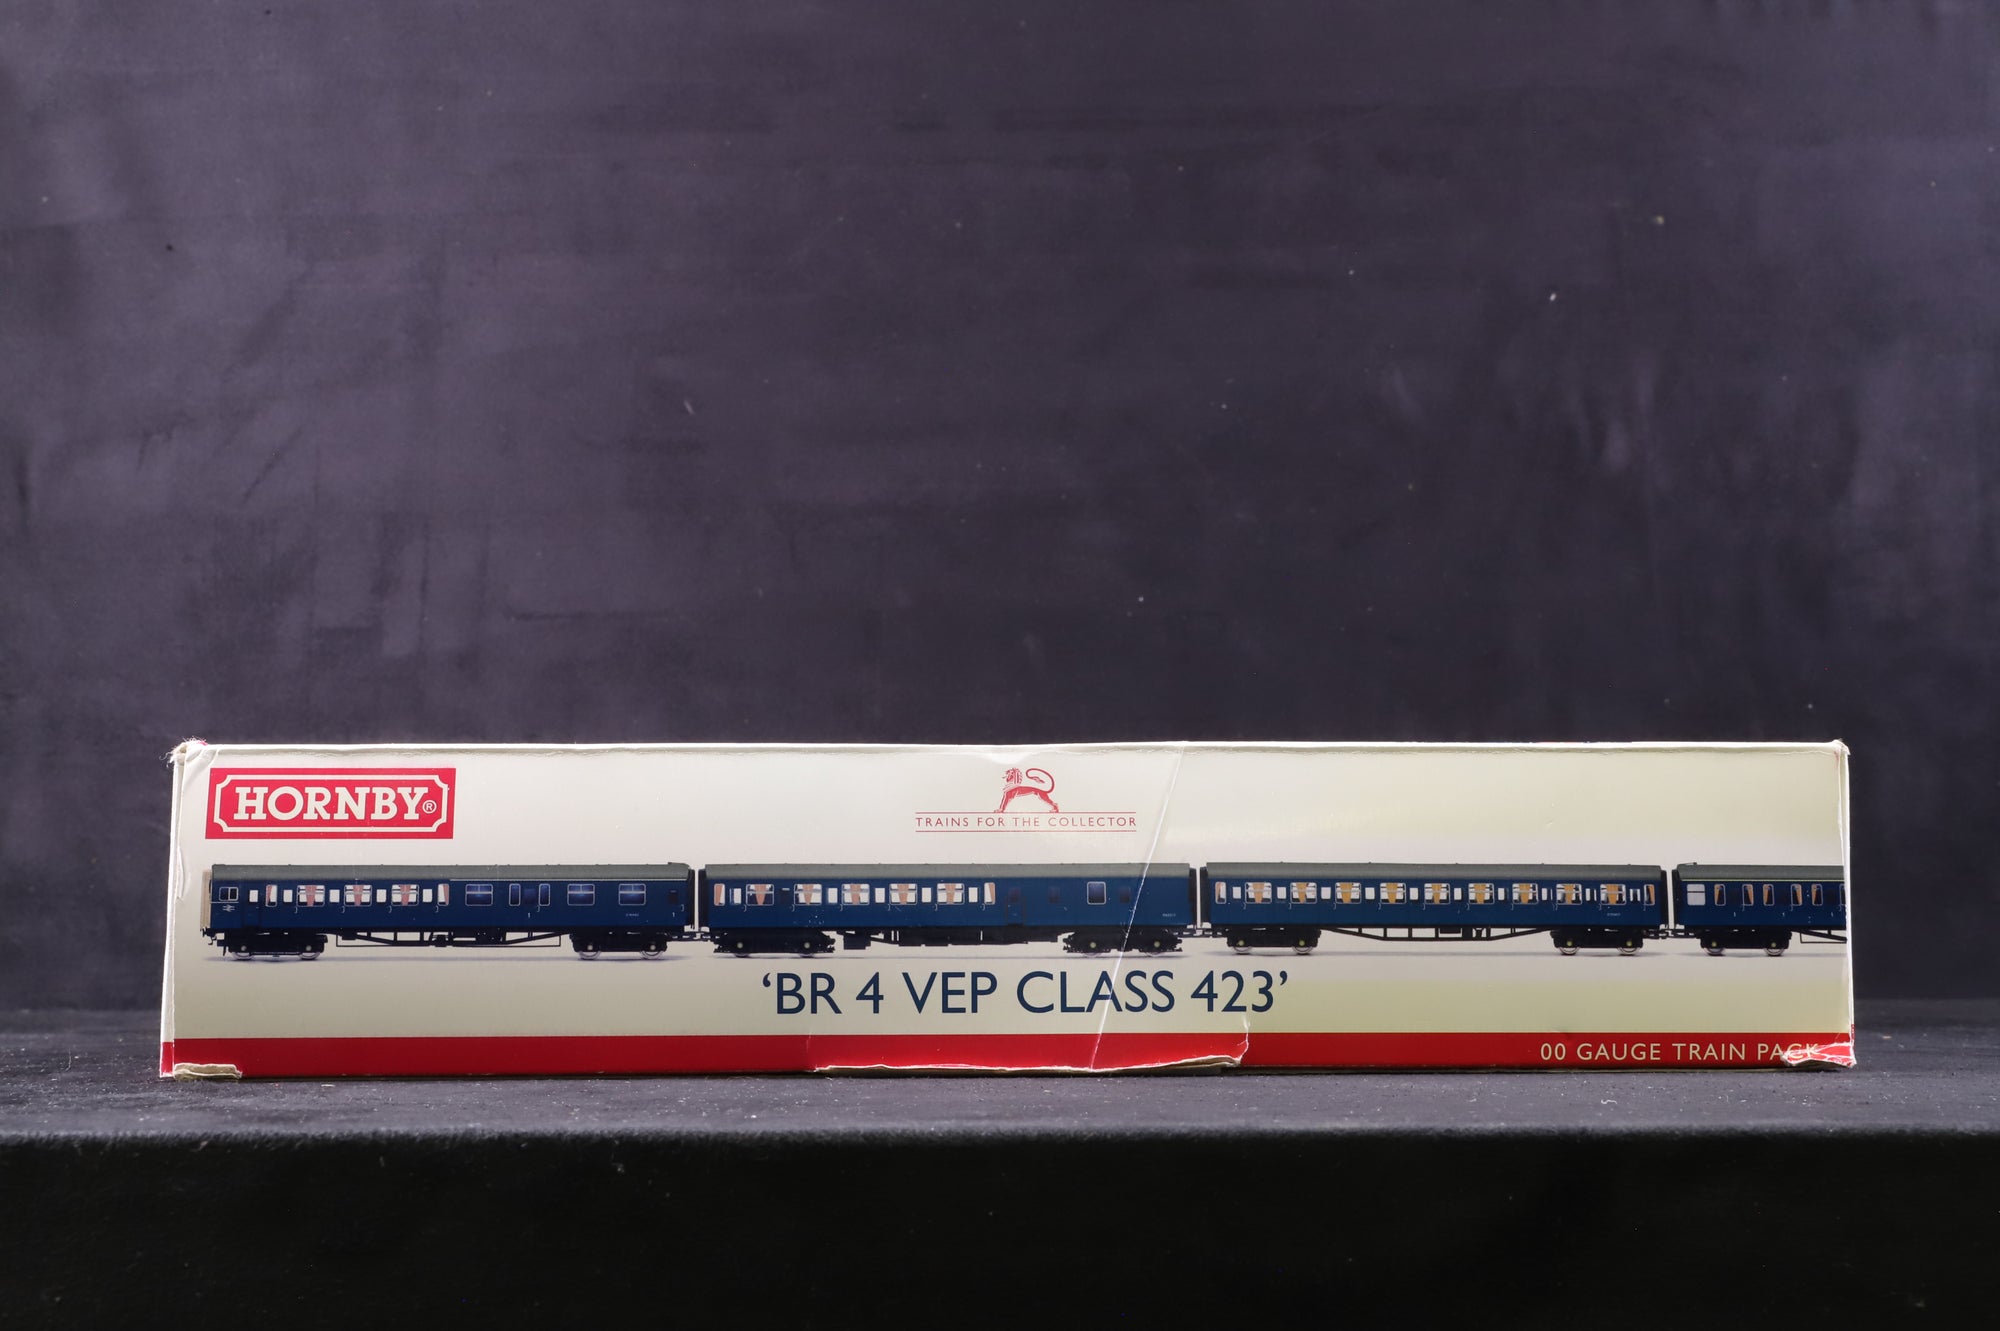 HORNBY®
TRAINS FOR THE COLLECTOR
‘BR 4 VEP CLASS 423’
00 GAUGE TRAIN PACK